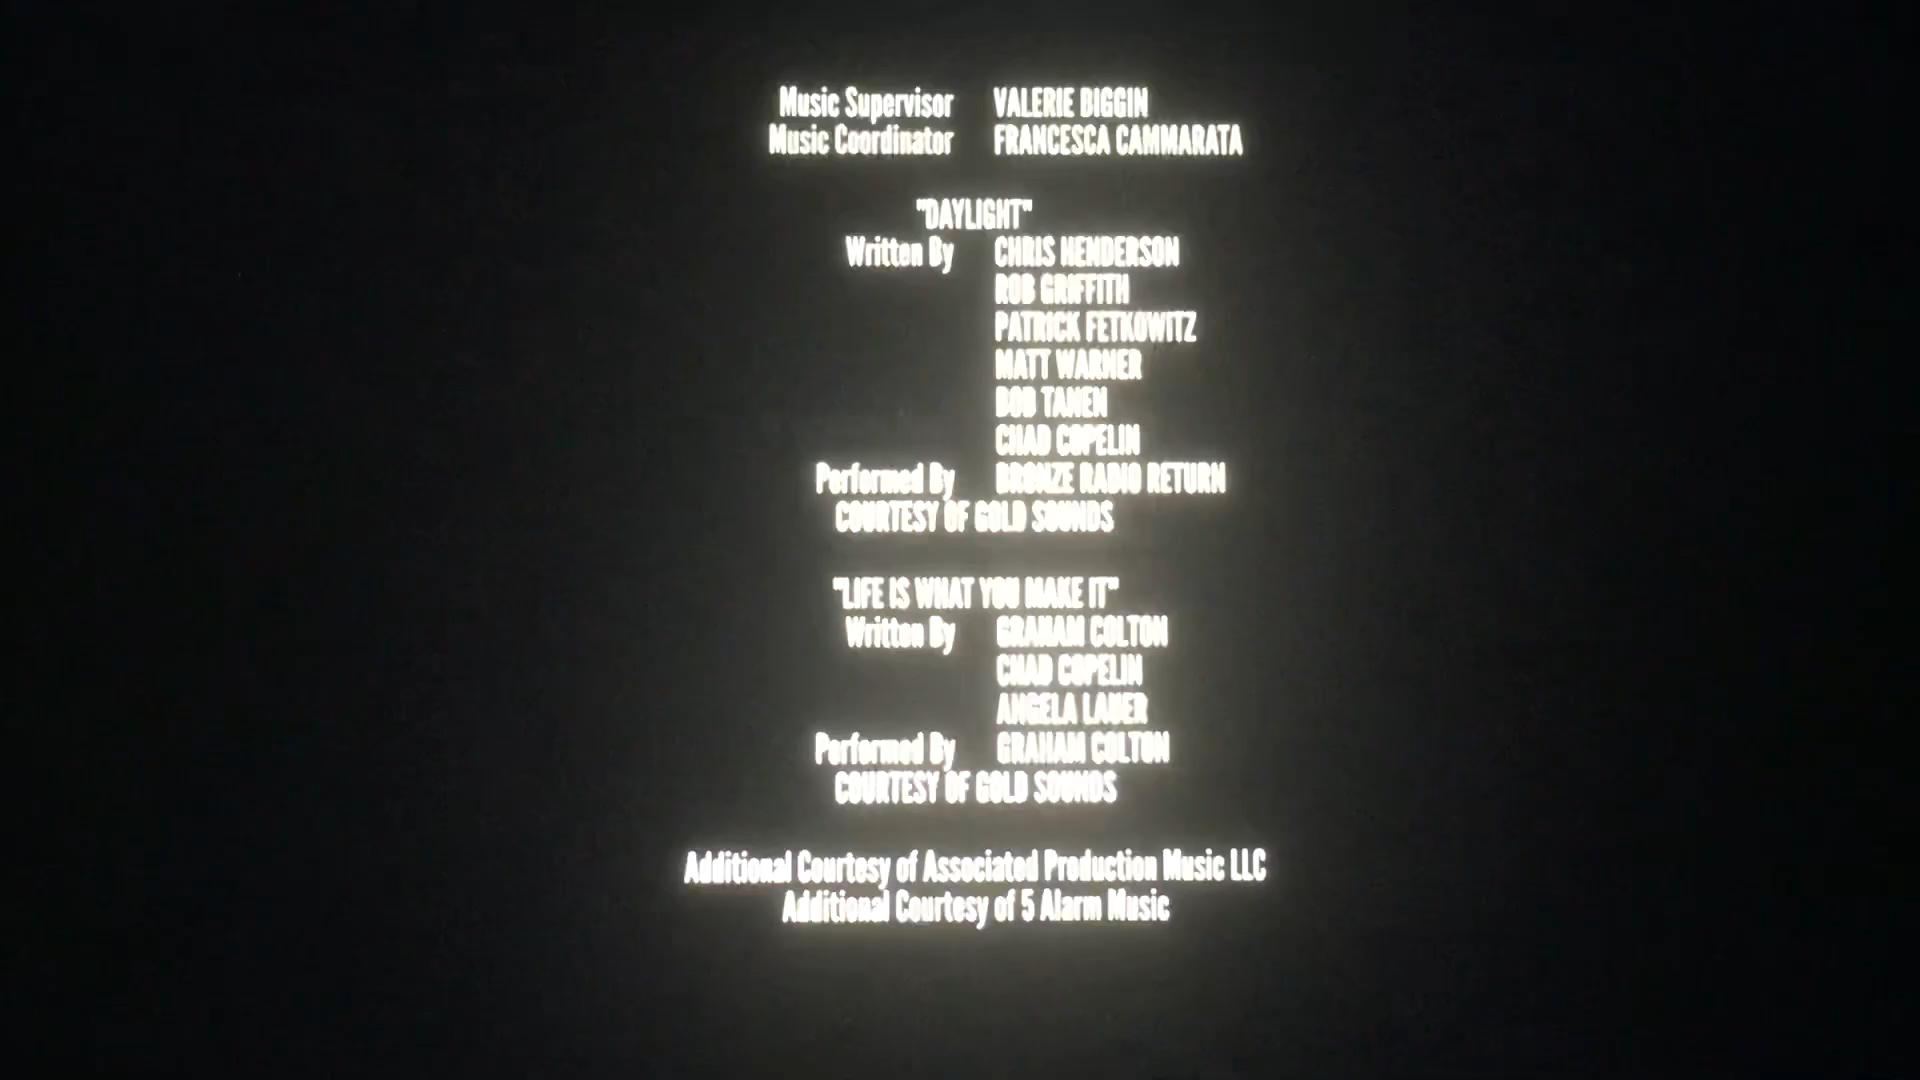 Music Supervisor VALERIE BIGGIN
Music Coordinator FRANCESCA CAMMARATA
"DAYLIGHT"
Written By CHRIS HENDERSON
ROB GRIFFITH
PATRICK FETKOWITZ
MATT WARNER
BOB TANEN
CHAD COPELIN
Performed By BRONZE RADIO RETURN
COURTESY OF GOLD SOUNDS
"LIFE IS WHAT YOU MAKE IT"
Written By GRAHAM COLTON
CHAD COPELIN
ANGELA LAUER
Performed By GRAHAM COLTON
COURTESY OF GOLD SOUNDS
Additional Courtesy of Associated Production Music LLC
Additional Courtesy of 5 Alarm Music